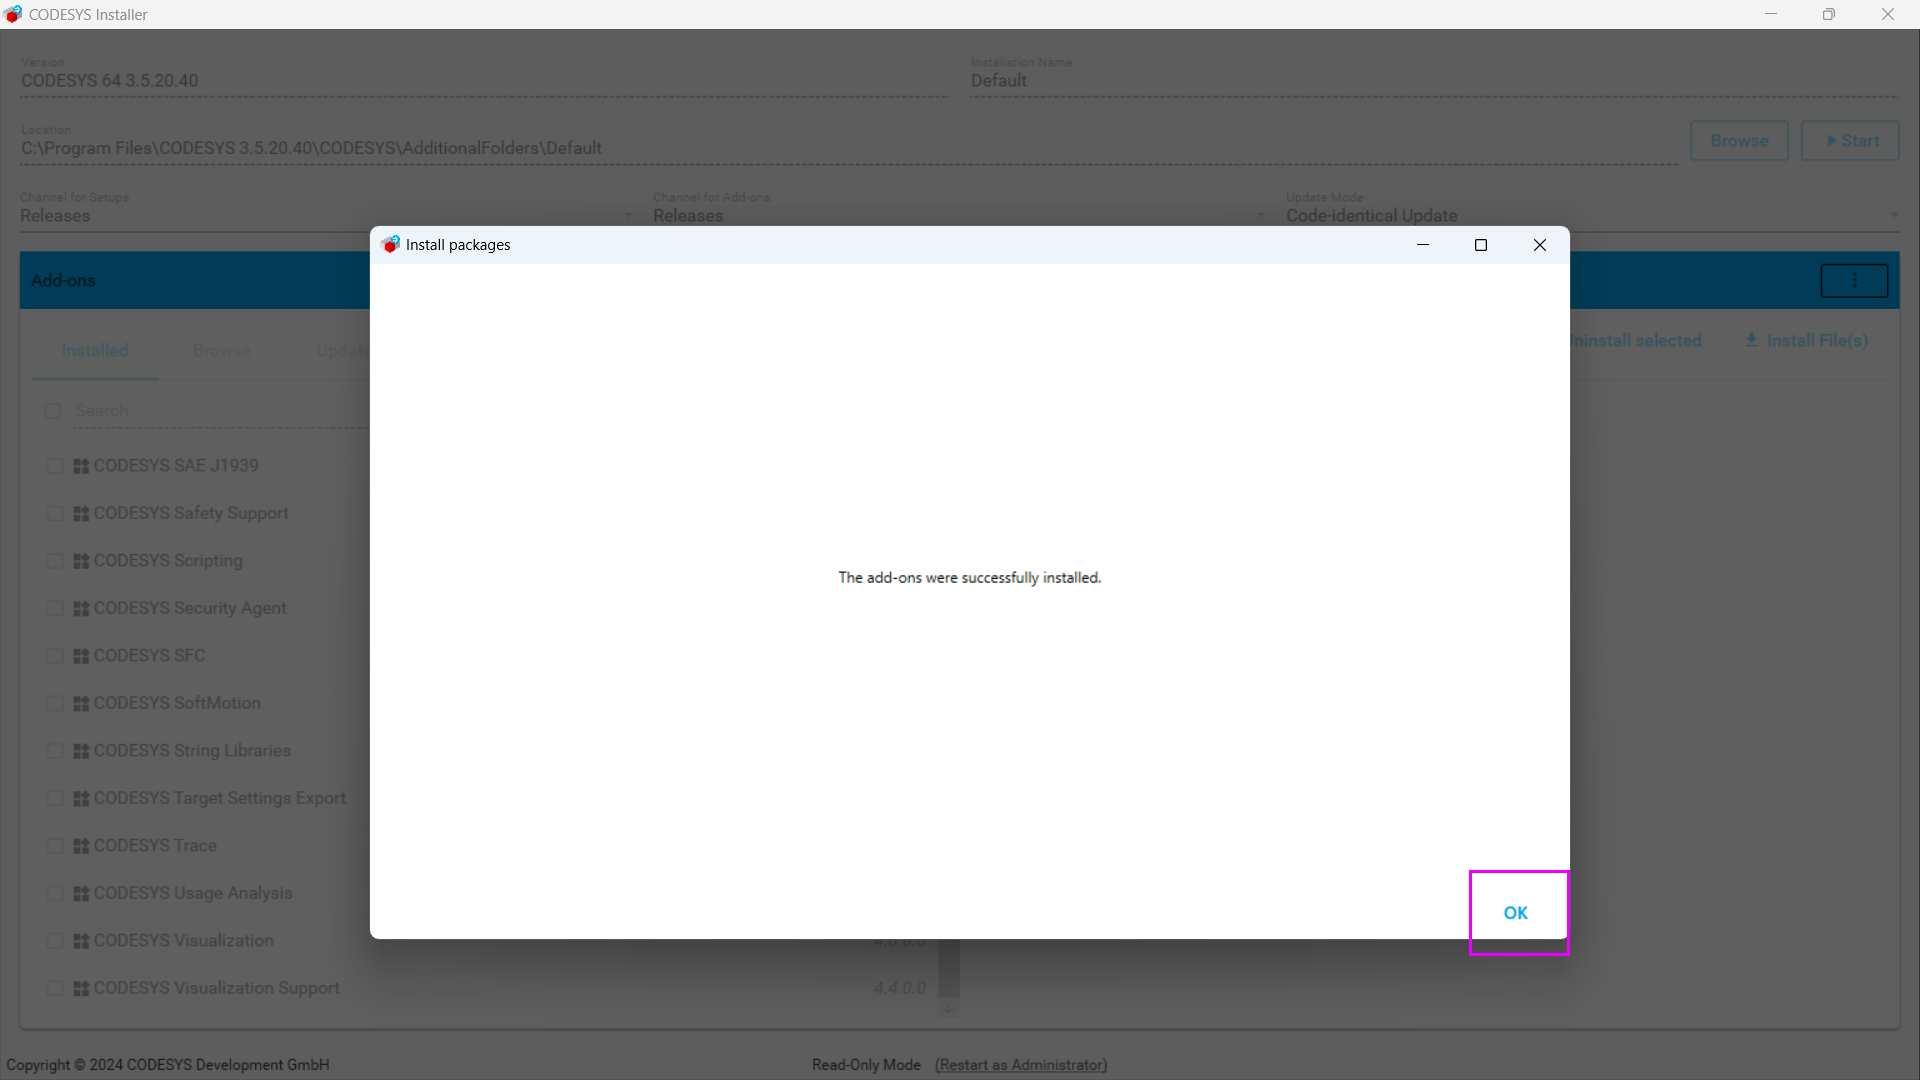 CODESYS Installer
Version
CODESYS 64 3.5.20.40
Installation Name
Default
Location
C:\Program Files\CODESYS 3.5.20.40\CODESYS\AdditionalFolders\Default
Browse
Start
Channel for Setups
Releases
Channel for Add-ons
Releases
Update Mode
Code-identical Update
Install packages
Add-ons
Installed
Browse
Uninstall selected
Install File(s)
Search
CODESYS SAE J1939
CODESYS Safety Support
CODESYS Scripting
The add-ons were successfully installed.
CODESYS Security Agent
CODESYS SFC
CODESYS SoftMotion
CODESYS String Libraries
CODESYS Target Settings Export
CODESYS Trace
CODESYS Usage Analysis
OK
CODESYS Visualization
CODESYS Visualization Support
4.4.0.0
Copyright © 2024 CODESYS Development GmbH
Read-Only Mode (Restart as Administrator)